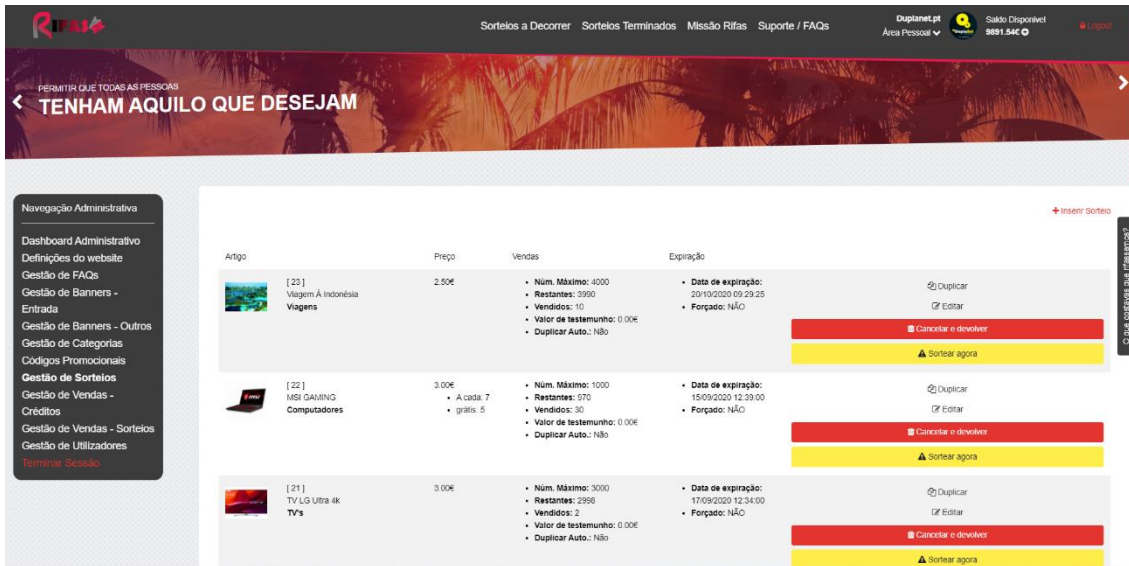 RIFAS4
Sorteios a Decorrer Sorteios Terminados Missão Rifas Suporte / FAQs
Duplanet.pt
Área Pessoal
Saldo Disponível
9891.54€
Logout
PERMITIR QUE TODAS AS PESSOAS
TENHAM AQUILO QUE DESEJAM
Navegação Administrativa
Dashboard Administrativo
Definições do website
Gestão de FAQs
Gestão de Banners -
Entrada
Gestão de Banners - Outros
Gestão de Categorias
Códigos Promocionais
Gestão de Sorteios
Gestão de Vendas -
Créditos
Gestão de Vendas - Sorteios
Gestão de Utilizadores
Terminar Sessão
+ Inserir Sorteio
Artigo Preço Vendas Expiração
[ 23 ]
Viagem Á Indonésia
Viagens
2.50€
• Núm. Máximo: 4000
• Restantes: 3990
• Vendidos: 10
• Valor de testemunho: 0.00€
• Duplicar Auto.: Não
• Data de expiração:
20/10/2020 09:29:25
• Forçado: NÃO
Duplicar
Editar
Cancelar e devolver
Sortear agora
[ 22 ]
MSI GAMING
Computadores
3.00€
• A cada: 7
• grátis: 5
• Núm. Máximo: 1000
• Restantes: 970
• Vendidos: 30
• Valor de testemunho: 0.00€
• Duplicar Auto.: Não
• Data de expiração:
15/09/2020 12:39:00
• Forçado: NÃO
Duplicar
Editar
Cancelar e devolver
Sortear agora
[ 21 ]
TV LG Ultra 4k
TV's
3.00€
• Núm. Máximo: 3000
• Restantes: 2998
• Vendidos: 2
• Valor de testemunho: 0.00€
• Duplicar Auto.: Não
• Data de expiração:
17/09/2020 12:34:00
• Forçado: NÃO
Duplicar
Editar
Cancelar e devolver
Sortear agora
O que gostavas que rifassemos?